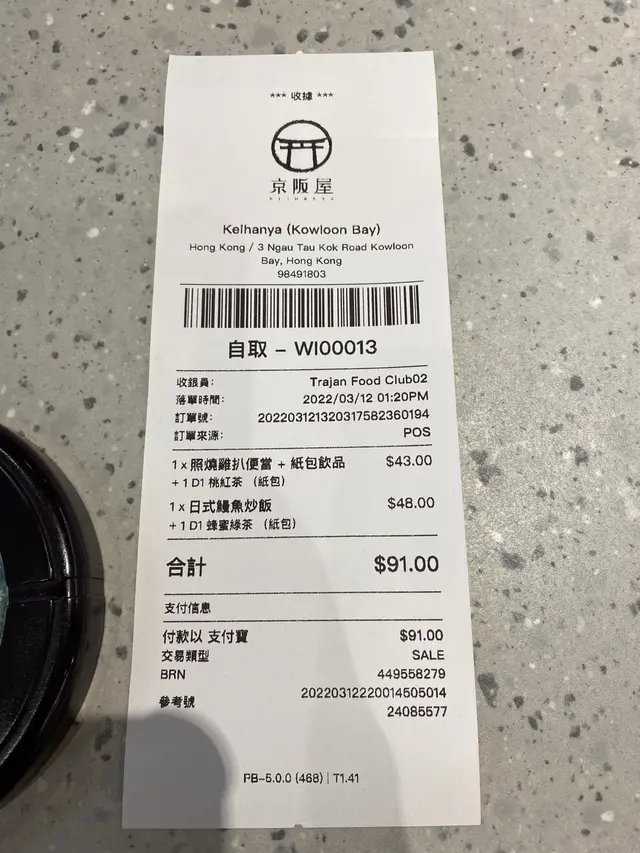 *** 收據 ***
京阪屋
Keihanya (Kowloon Bay)
Hong Kong / 3 Ngau Tau Kok Road Kowloon
Bay, Hong Kong
98491803
自取 - WI00013
收銀員: Trajan Food Club02
落單時間: 2022/03/12 01:20PM
訂單號: 202203121320317582360194
訂單來源: POS
1 x 照燒雞扒便當 + 紙包飲品 $43.00
+ 1 D1 桃紅茶 （紙包）
1 x 日式鰻魚炒飯 $48.00
+ 1 D1 蜂蜜綠茶 （紙包）
合計 $91.00
支付信息
付款以 支付寶 $91.00
交易類型 SALE
BRN 449558279
參考號 20220312220014505014
24085577
PB--5.0.0 (468) | T1.41